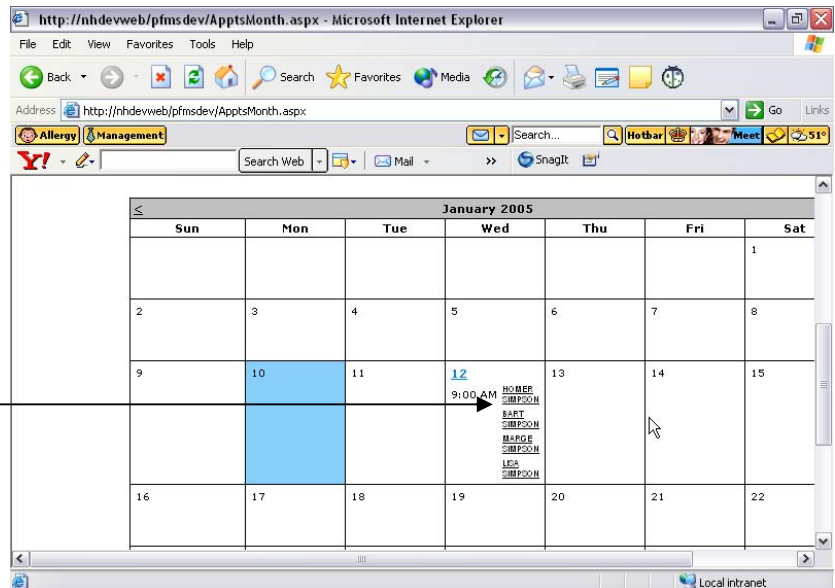 http://nhdevweb/pfmsdev/ApptsMonth.aspx - Microsoft Internet Explorer
File Edit View Favorites Tools Help
Back Search Favorites Media
Address http://nhdevweb/pfmsdev/ApptsMonth.aspx Go Links
Allergy Management Search... Hotbar Meet 51°
Y! Search Web Mail >> SnagIt
< January 2005
Sun Mon Tue Wed Thu Fri Sat
1
2 3 4 5 6 7 8
9 10 11 12 13 14 15
9:00 AM HOMER
SIMPSON
BART
SIMPSON
MARGE
SIMPSON
LISA
SIMPSON
16 17 18 19 20 21 22
Local intranet